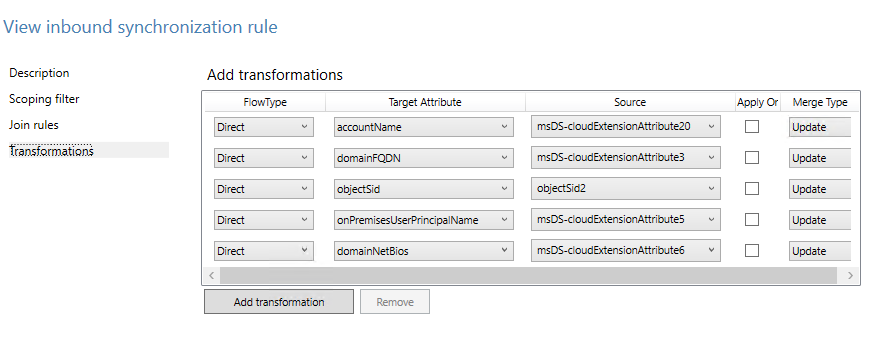 View inbound synchronization rule
Description
Scoping filter
Join rules
Transformations
Add transformations
FlowType Target Attribute Source Apply Or Merge Type
Direct accountName msDS-cloudExtensionAttribute20 Update
Direct domainFQDN msDS-cloudExtensionAttribute3 Update
Direct objectSid objectSid2 Update
Direct onPremisesUserPrincipalName msDS-cloudExtensionAttribute5 Update
Direct domainNetBios msDS-cloudExtensionAttribute6 Update
Add transformation Remove